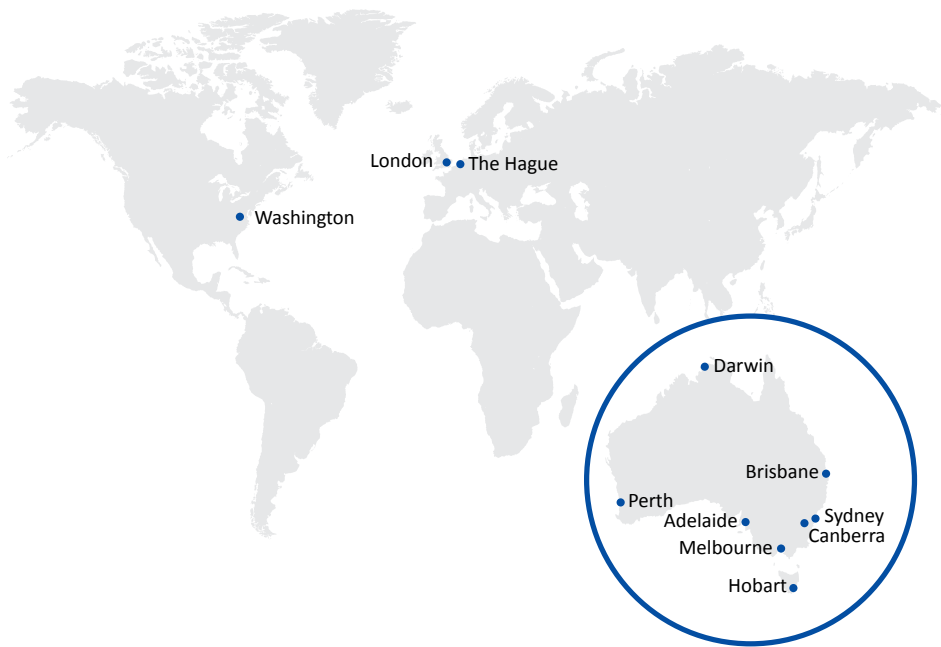 London
The Hague
Washington
Darwin
Brisbane
Perth
Sydney
Adelaide
Canberra
Melbourne
Hobart